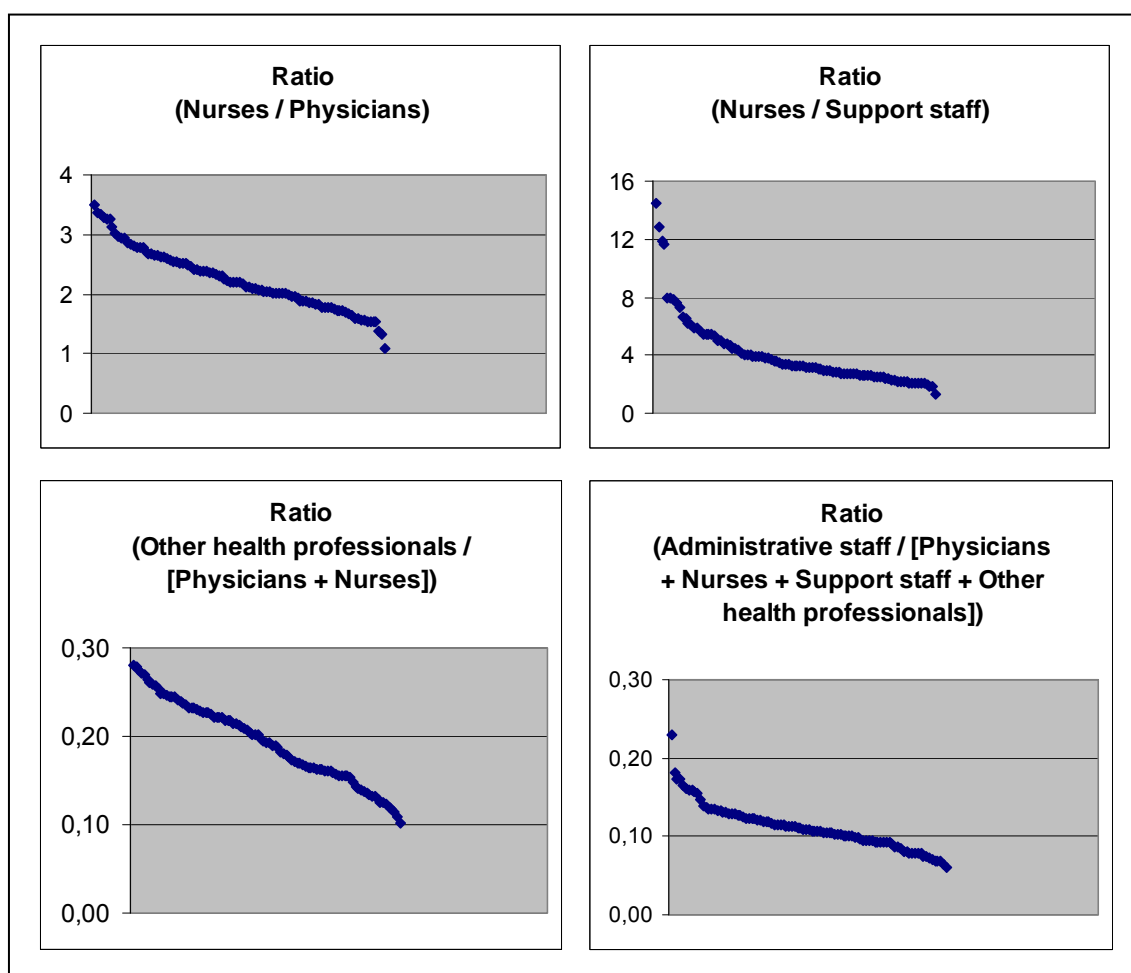 Ratio
(Nurses / Physicians)
4
3
2
1
0
Ratio
(Nurses / Support staff)
16
12
8
4
0
Ratio
(Other health professionals /
[Physicians + Nurses])
0,30
0,20
0,10
0,00
Ratio
(Administrative staff / [Physicians
+ Nurses + Support staff + Other
health professionals])
0,30
0,20
0,10
0,00